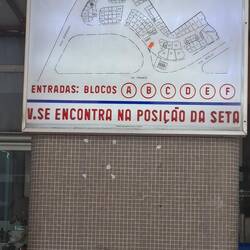 ENTRADAS: BLOCOS A B C D E F
V.SE ENCONTRA NA POSIÇÃO DA SETA